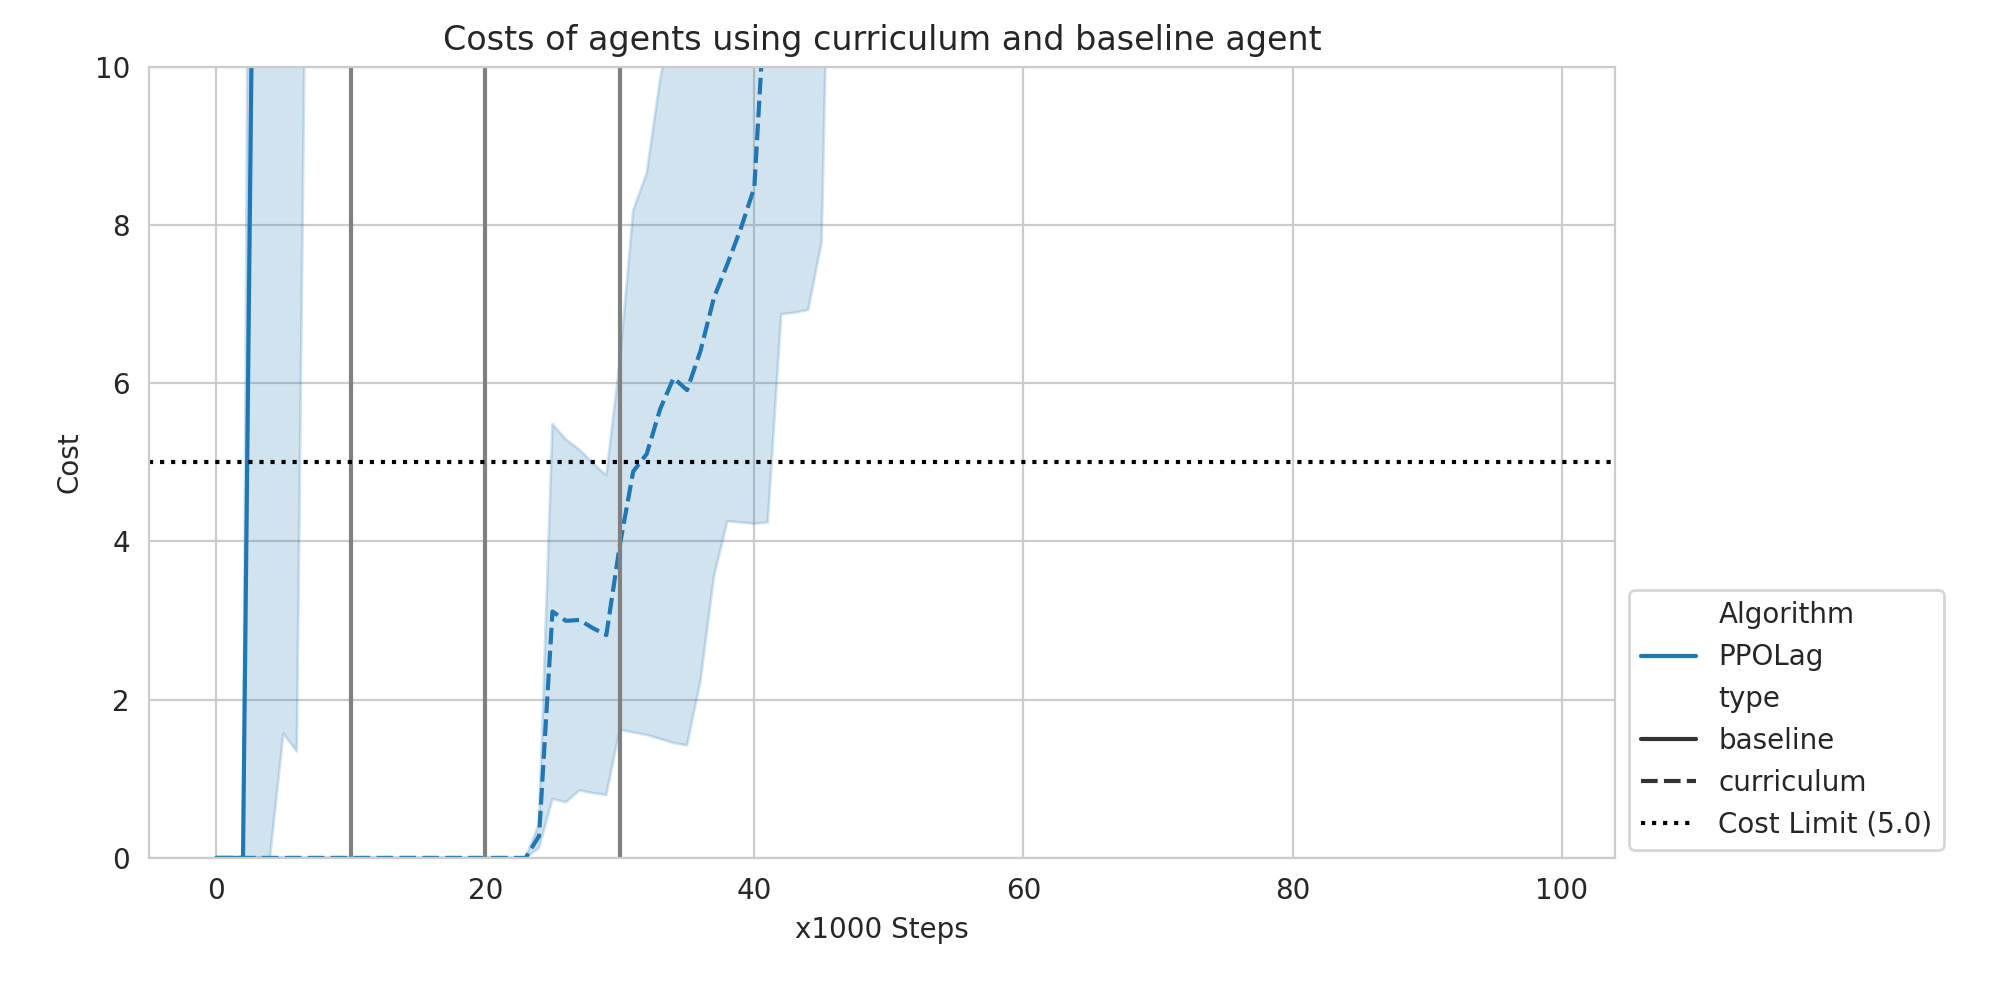 Costs of agents using curriculum and baseline agent
10
8
6
4
2
0
Cost
0 20 40 60 80 100
x1000 Steps
Algorithm
PPOLag
type
baseline
curriculum
Cost Limit (5.0)